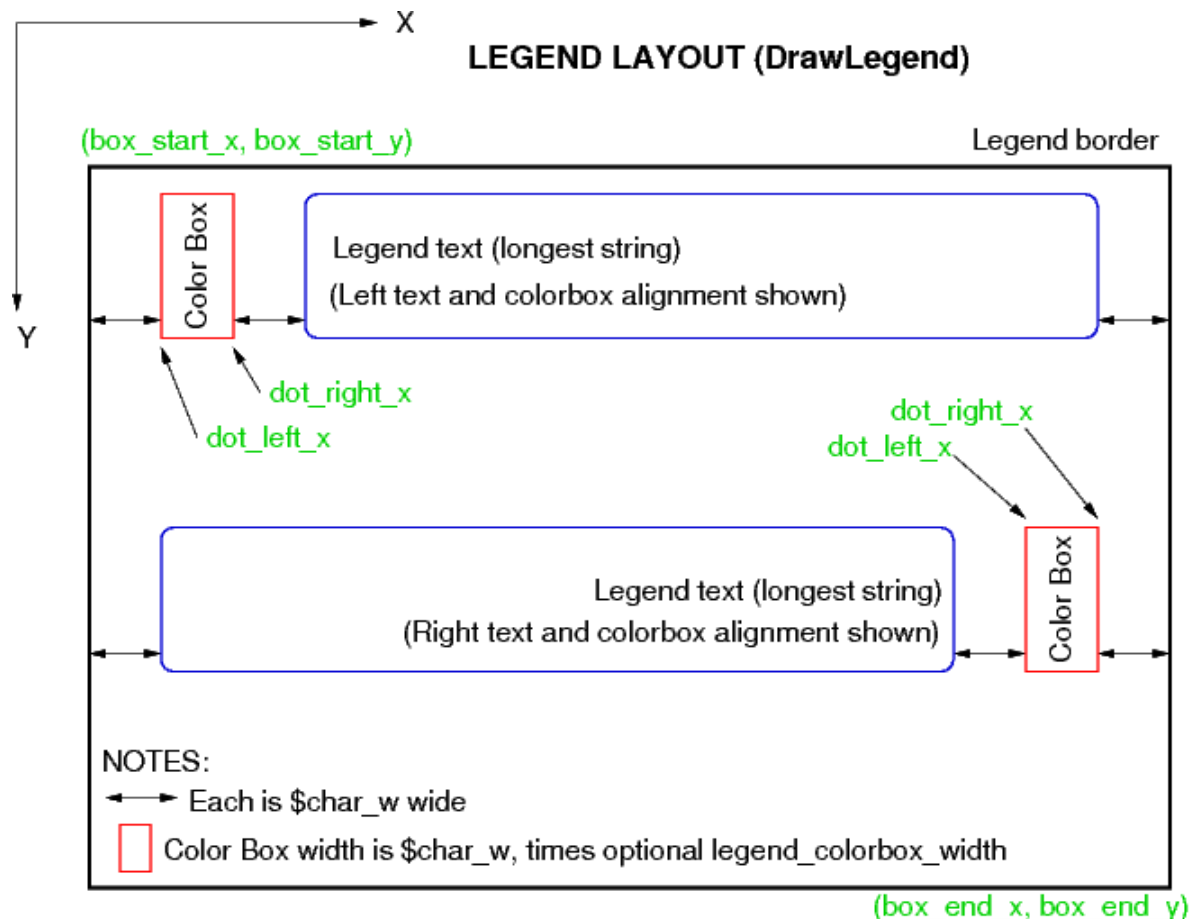 X
LEGEND LAYOUT (DrawLegend)
(box_start_x, box_start_y)
Legend border
Color Box
Legend text (longest string)
(Left text and colorbox alignment shown)
Y
dot_right_x
dot_left_x
dot_right_x
dot_left_x
Legend text (longest string)
(Right text and colorbox alignment shown)
Color Box
NOTES:
Each is $char_w wide
Color Box width is $char_w, times optional legend_colorbox_width
(box_end_x, box_end_y)